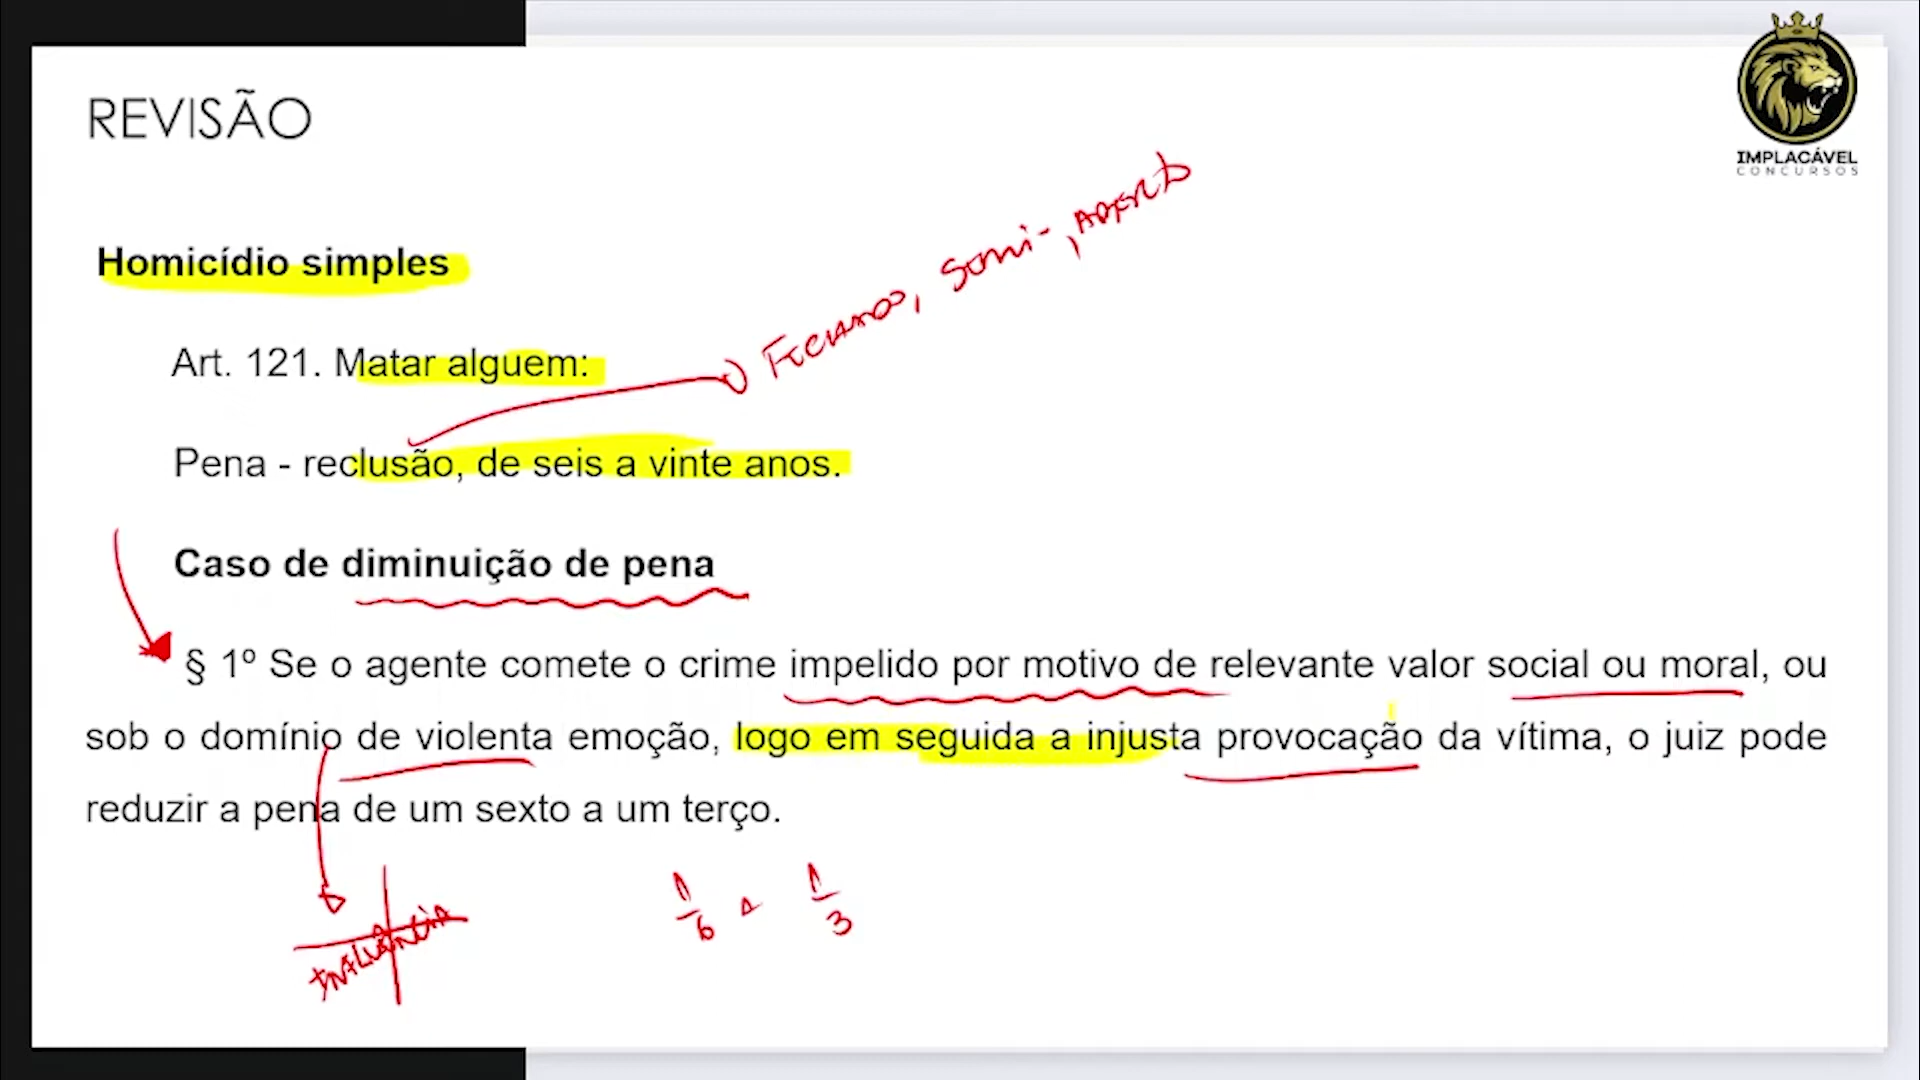 REVISÃO
IMPLACÁVEL
CONCURSOS
Homicídio simples
Fechado, Semi-, Aberto
Art. 121. Matar alguem:
Pena - reclusão, de seis a vinte anos.
Caso de diminuição de pena
§ 1º Se o agente comete o crime impelido por motivo de relevante valor social ou moral, ou
sob o domínio de violenta emoção, logo em seguida a injusta provocação da vítima, o juiz pode
reduzir a pena de um sexto a um terço.
1/6 a 1/3